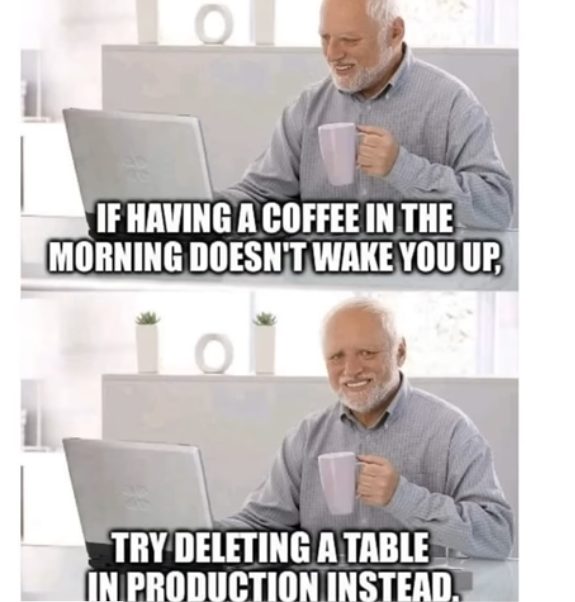 IF HAVING A COFFEE IN THE
MORNING DOESN'T WAKE YOU UP,
TRY DELETING A TABLE
IN PRODUCTION INSTEAD.